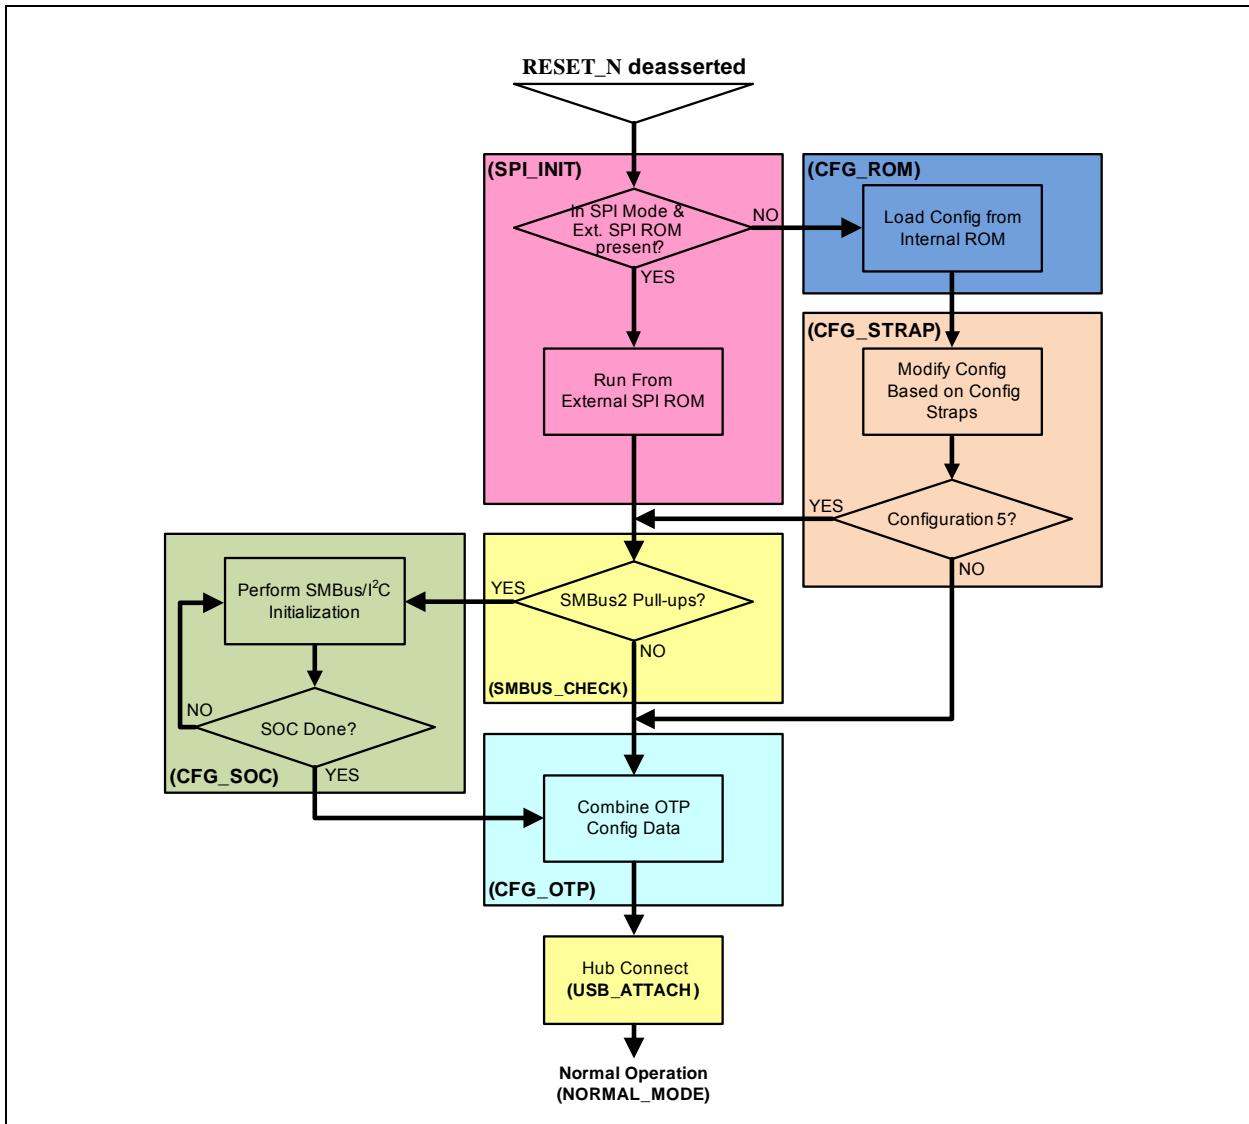 RESET_N deasserted
(SPI_INIT)
In SPI Mode &
Ext. SPI ROM
present?
NO
YES
Run From
External SPI ROM
(CFG_ROM)
Load Config from
Internal ROM
(CFG_STRAP)
Modify Config
Based on Config
Straps
YES
Configuration 5?
NO
Perform SMBus/I²C
Initialization
YES
SMBus2 Pull-ups?
NO
(SMBUS_CHECK)
NO
SOC Done?
(CFG_SOC)
YES
Combine OTP
Config Data
(CFG_OTP)
Hub Connect
(USB_ATTACH)
Normal Operation
(NORMAL_MODE)